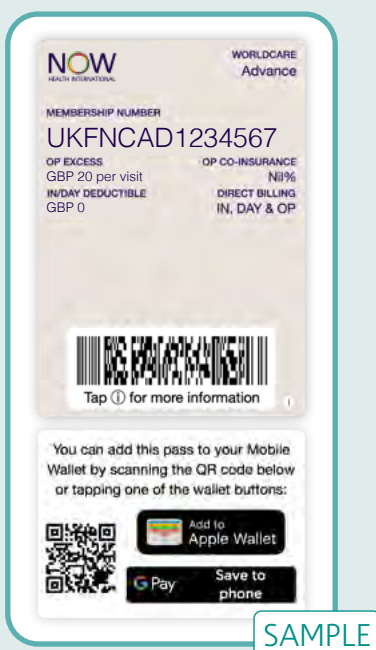 NOW
HEALTH INTERNATIONAL
WORLDCARE
Advance
MEMBERSHIP NUMBER
UKFNCAD1234567
OP EXCESS
GBP 20 per visit
OP CO-INSURANCE
Nil%
IN/DAY DEDUCTIBLE
GBP 0
DIRECT BILLING
IN, DAY & OP
Tap ⓘ for more information
You can add this pass to your Mobile
Wallet by scanning the QR code below
or tapping one of the wallet buttons:
Add to
Apple Wallet
G Pay
Save to
phone
SAMPLE